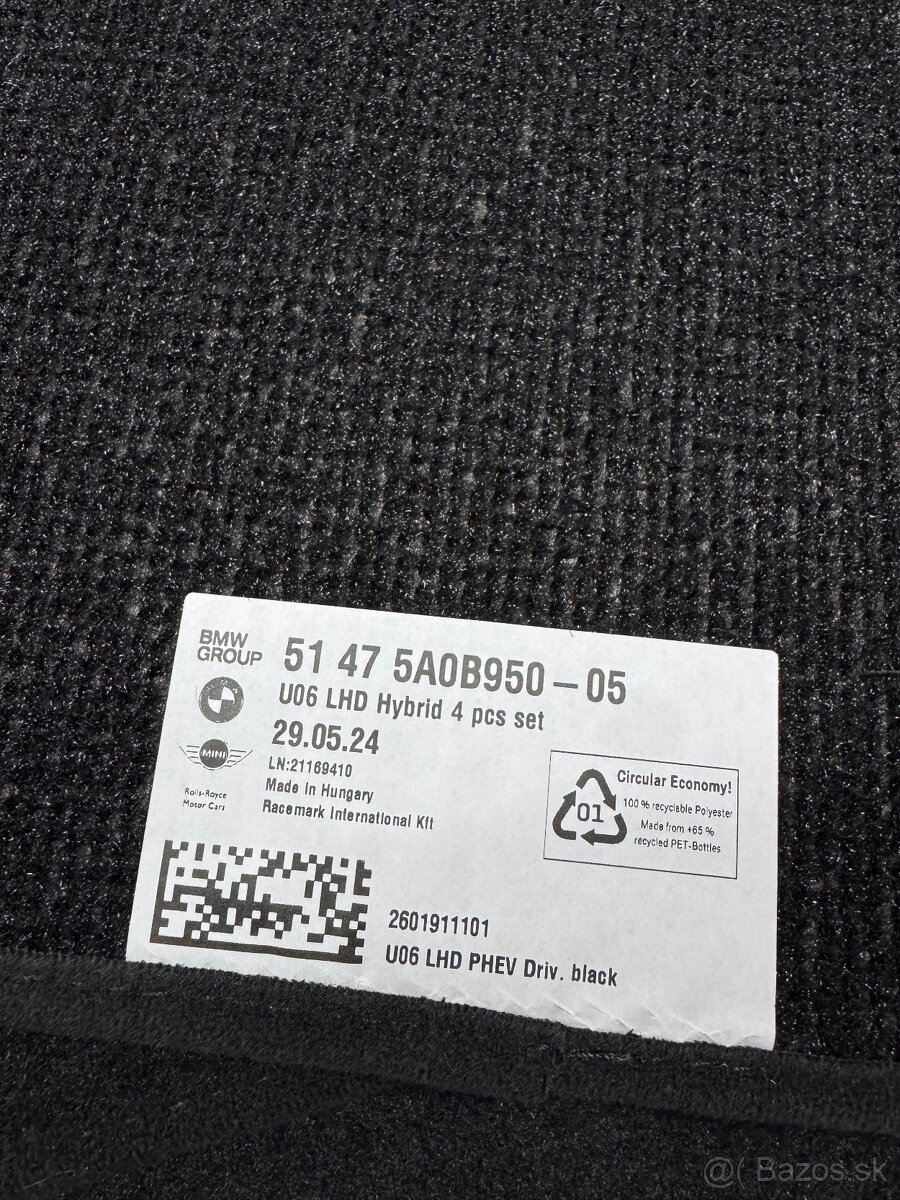 BMW
GROUP
51 47 5A0B950 – 05
U06 LHD Hybrid 4 pcs set
29.05.24
LN:21169410
Made In Hungary
Racemark International Kft
MINI
Rolls-Royce
Motor Cars
01
Circular Economy!
100 % recyclable Polyester
Made from +65 %
recycled PET-Bottles
2601911101
U06 LHD PHEV Driv. black
@( Bazos.sk